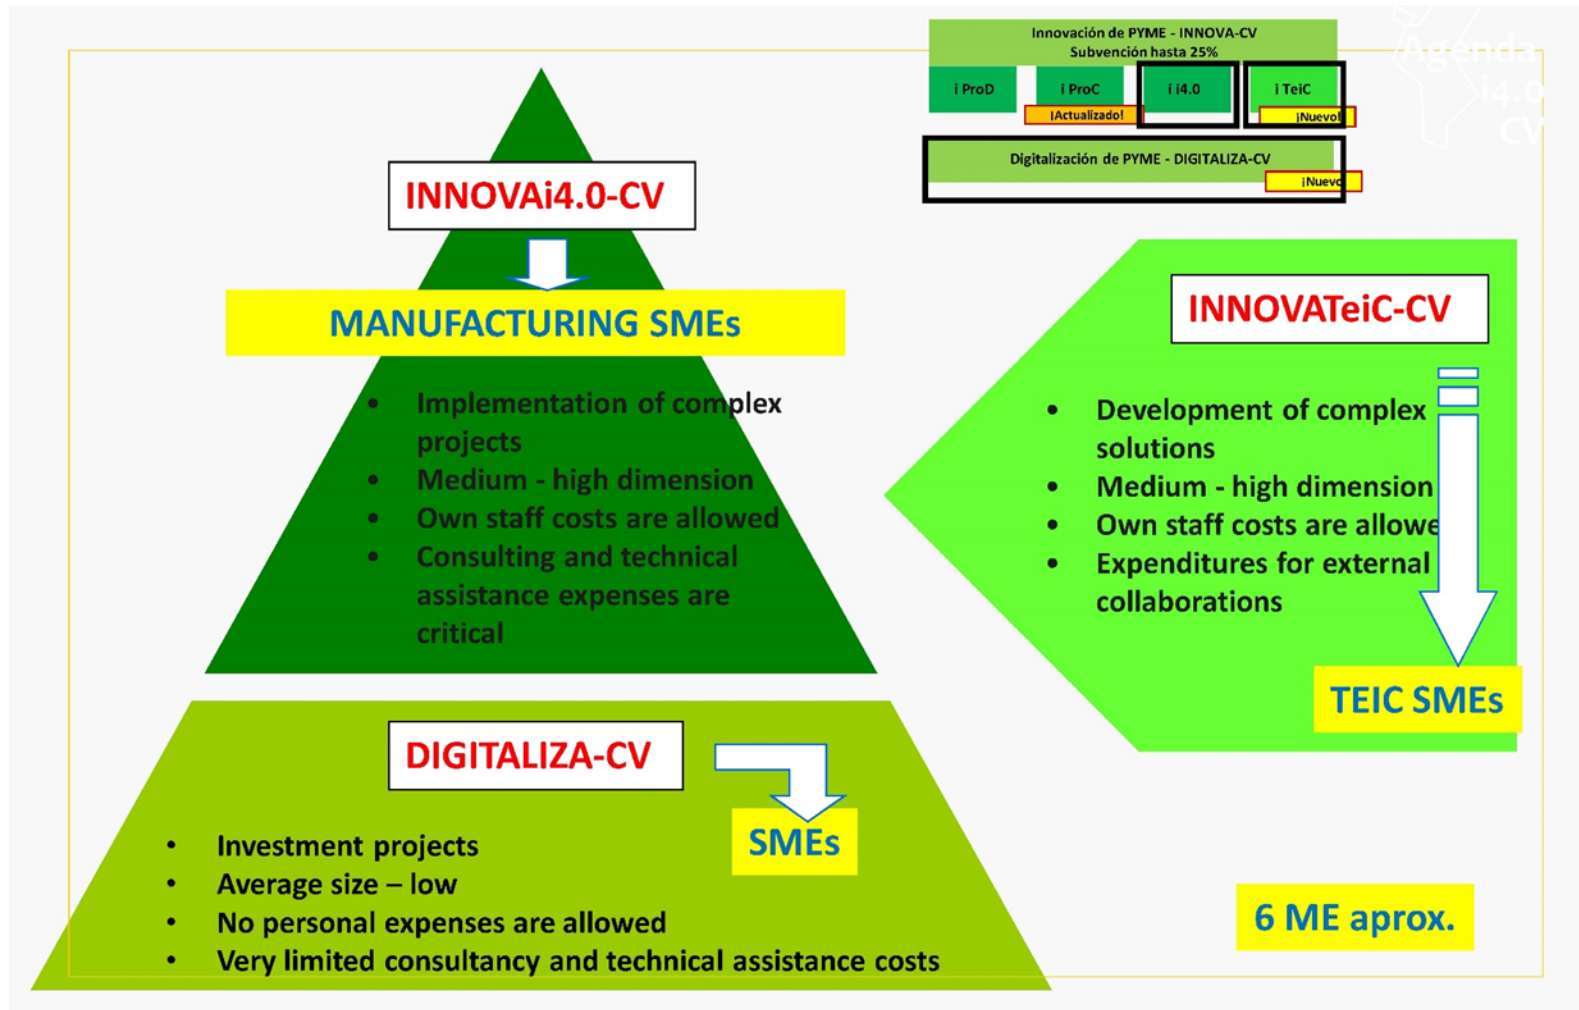 Innovación de PYME - INNOVA-CV
Subvención hasta 25%
i ProD
i ProC
i i4.0
i TeiC
¡Actualizado!
¡Nuevo!
Digitalización de PYME - DIGITALIZA-CV
¡Nuevo
Agenda
i4.0
CV
INNOVAi4.0-CV
MANUFACTURING SMEs
• Implementation of complex
projects
• Medium - high dimension
• Own staff costs are allowed
• Consulting and technical
assistance expenses are
critical
INNOVATeiC-CV
• Development of complex
solutions
• Medium - high dimension
• Own staff costs are allowe
• Expenditures for external
collaborations
TEIC SMEs
DIGITALIZA-CV
SMEs
• Investment projects
• Average size – low
• No personal expenses are allowed
• Very limited consultancy and technical assistance costs
6 ME aprox.